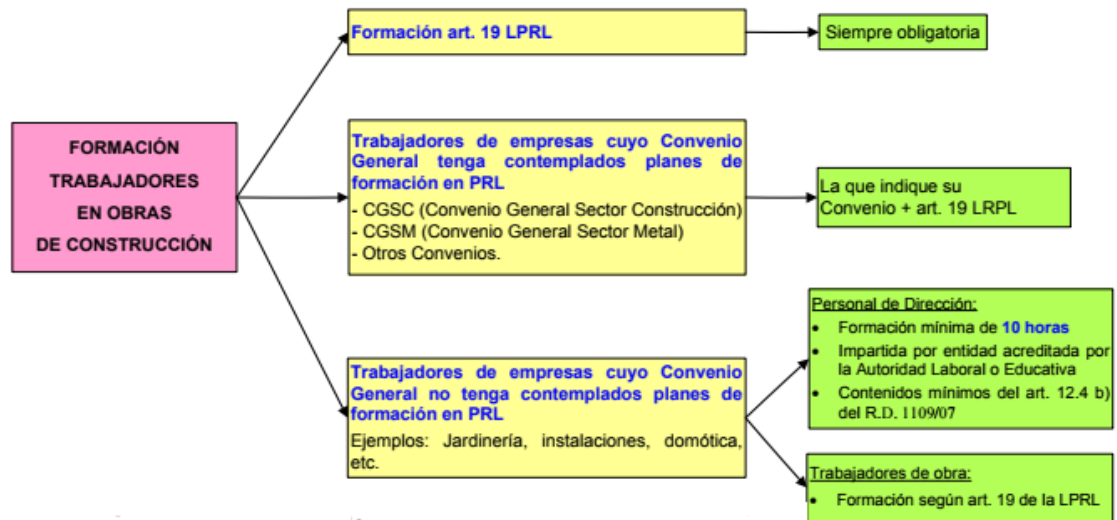 FORMACIÓN
TRABAJADORES
EN OBRAS
DE CONSTRUCCIÓN
Formación art. 19 LPRL
Siempre obligatoria
Trabajadores de empresas cuyo Convenio
General tenga contemplados planes de
formación en PRL
- CGSC (Convenio General Sector Construcción)
- CGSM (Convenio General Sector Metal)
- Otros Convenios.
La que indique su
Convenio + art. 19 LRPL
Trabajadores de empresas cuyo Convenio
General no tenga contemplados planes de
formación en PRL
Ejemplos: Jardinería, instalaciones, domótica,
etc.
Personal de Dirección:
• Formación mínima de 10 horas
• Impartida por entidad acreditada por
la Autoridad Laboral o Educativa
• Contenidos mínimos del art. 12.4 b)
del R.D. 1109/07
Trabajadores de obra:
• Formación según art. 19 de la LPRL